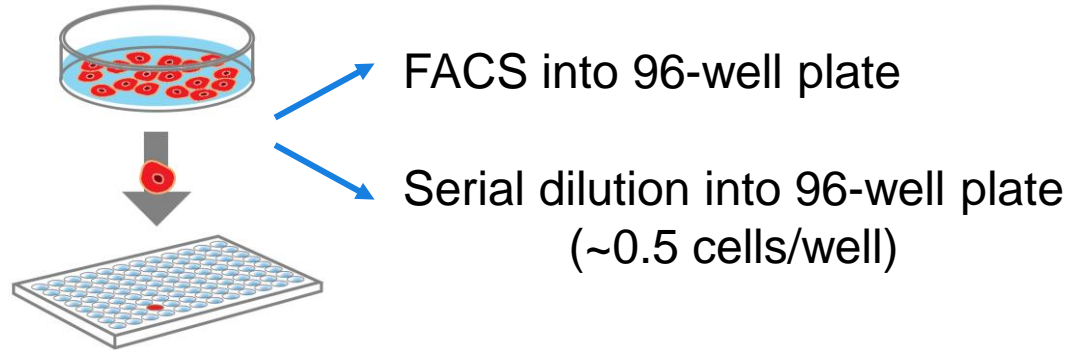 FACS into 96-well plate
Serial dilution into 96-well plate
(~0.5 cells/well)